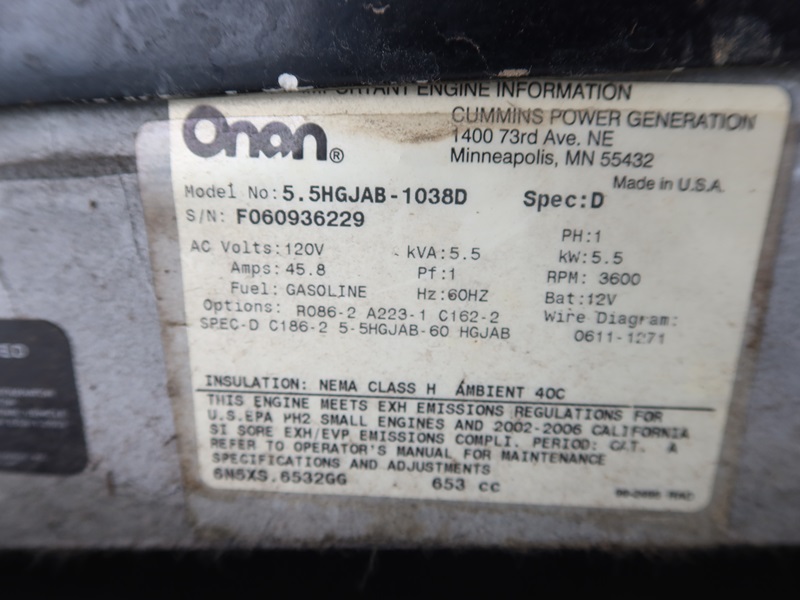 IMPORTANT ENGINE INFORMATION
Onan®
CUMMINS POWER GENERATION
1400 73rd Ave. NE
Minneapolis, MN 55432
Made in U.S.A.
Model No: 5.5HGJAB-1038D Spec:D
S/N: F060936229
PH:1
AC Volts:120V kVA:5.5 kW:5.5
Amps:45.8 Pf:1 RPM: 3600
Fuel: GASOLINE Hz:60HZ Bat:12V
Options: R086-2 A223-1 C162-2 Wire Diagram:
SPEC-D C186-2 5-5HGJAB-60 HGJAB 0611-1271
INSULATION: NEMA CLASS H AMBIENT 40C
THIS ENGINE MEETS EXH EMISSIONS REGULATIONS FOR
U.S.EPA PH2 SMALL ENGINES AND 2002-2006 CALIFORNIA
SI SORE EXH/EVP EMISSIONS COMPLI. PERIOD: CAT. A
REFER TO OPERATOR'S MANUAL FOR MAINTENANCE
SPECIFICATIONS AND ADJUSTMENTS
6N6XS.6532GG 653 cc